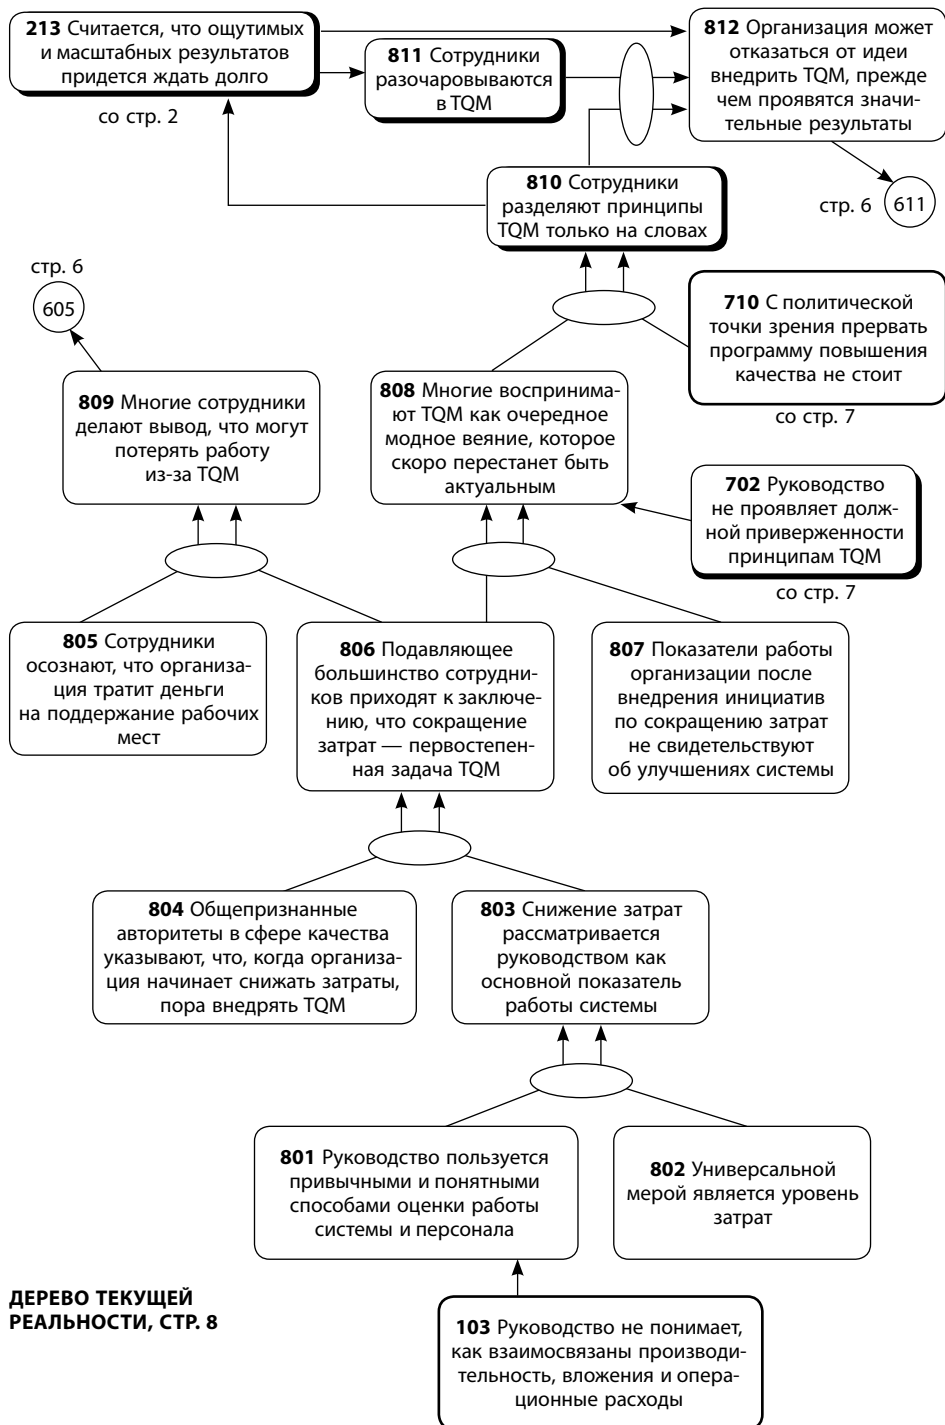 213 Считается, что ощутимых
и масштабных результатов
придется ждать долго
со стр. 2
811 Сотрудники
разочаровываются
в TQM
812 Организация может
отказаться от идеи
внедрить TQM, прежде
чем проявятся значи-
тельные результаты
810 Сотрудники
разделяют принципы
TQM только на словах
стр. 6
611
стр. 6
605
710 С политической
точки зрения прервать
программу повышения
качества не стоит
со стр. 7
809 Многие сотрудники
делают вывод, что могут
потерять работу
из-за TQM
808 Многие воспринима-
ют TQM как очередное
модное веяние, которое
скоро перестанет быть
актуальным
702 Руководство
не проявляет долж-
ной приверженности
принципам TQM
со стр. 7
805 Сотрудники
осознают, что организа-
ция тратит деньги
на поддержание рабочих
мест
806 Подавляющее
большинство сотрудни-
ков приходят к заключе-
нию, что сокращение
затрат — первостепен-
ная задача TQM
807 Показатели работы
организации после
внедрения инициатив
по сокращению затрат
не свидетельствуют
об улучшениях системы
804 Общепризнанные
авторитеты в сфере качества
указывают, что, когда организа-
ция начинает снижать затраты,
пора внедрять TQM
803 Снижение затрат
рассматривается
руководством как
основной показатель
работы системы
801 Руководство пользуется
привычными и понятными
способами оценки работы
системы и персонала
802 Универсальной
мерой является уровень
затрат
ДЕРЕВО ТЕКУЩЕЙ
РЕАЛЬНОСТИ, СТР. 8
103 Руководство не понимает,
как взаимосвязаны производи-
тельность, вложения и опера-
ционные расходы